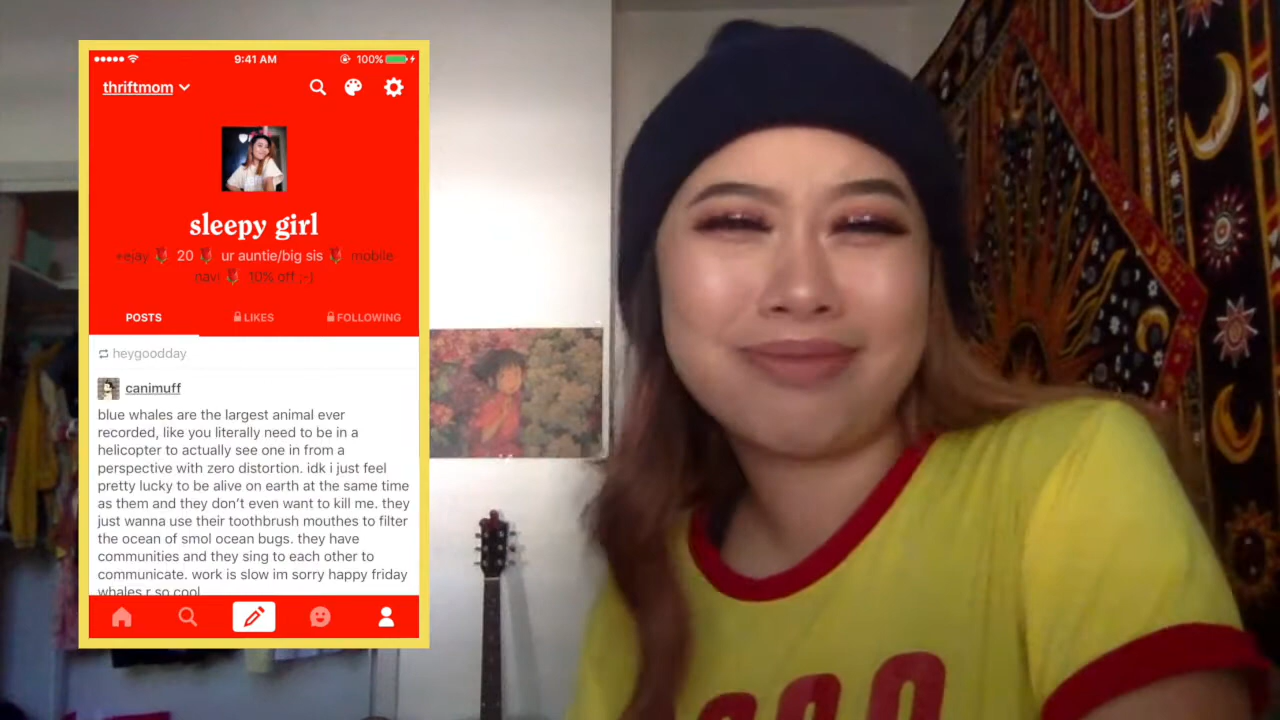 9:41 AM 100%
thriftmom
sleepy girl
+ejay 🌹 20 🌹 ur auntie/big sis 🌹 mobile
navi 🌹 10% off ;-)
POSTS LIKES FOLLOWING
heygoodday
canimuff
blue whales are the largest animal ever
recorded, like you literally need to be in a
helicopter to actually see one in from a
perspective with zero distortion. idk i just feel
pretty lucky to be alive on earth at the same time
as them and they don't even want to kill me. they
just wanna use their toothbrush mouthes to filter
the ocean of smol ocean bugs. they have
communities and they sing to each other to
communicate. work is slow im sorry happy friday
whales r so cool